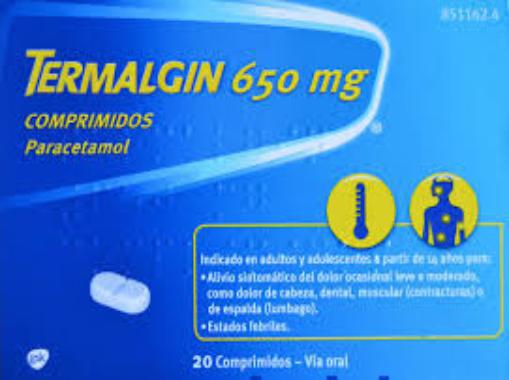 851162.4
TERMALGIN 650 mg
COMPRIMIDOS
Paracetamol
Indicado en adultos y adolescentes a partir de 14 años para:
• Alivio sintomático del dolor ocasional leve o moderado,
como dolor de cabeza, dental, muscular (contracturas) o
de espalda (lumbago).
• Estados febriles.
gsk
20 Comprimidos – Vía oral